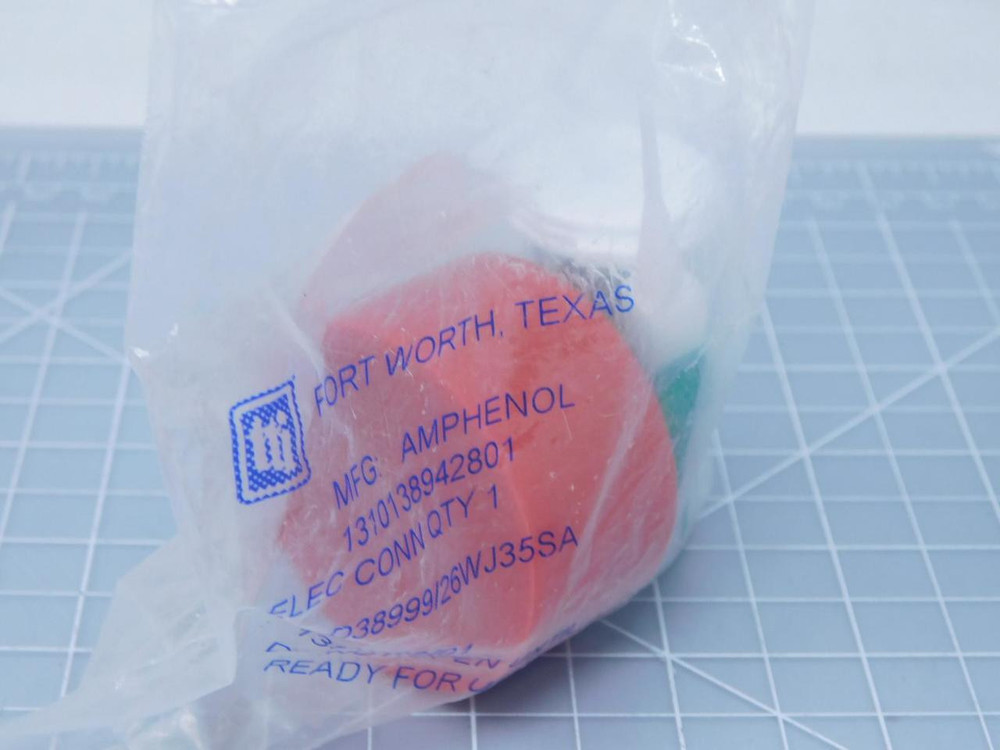 FORT WORTH, TEXAS
MFG AMPHENOL
131013894280​1
ELEC CONN QTY 1
D38999/26WJ35SA
READY FOR